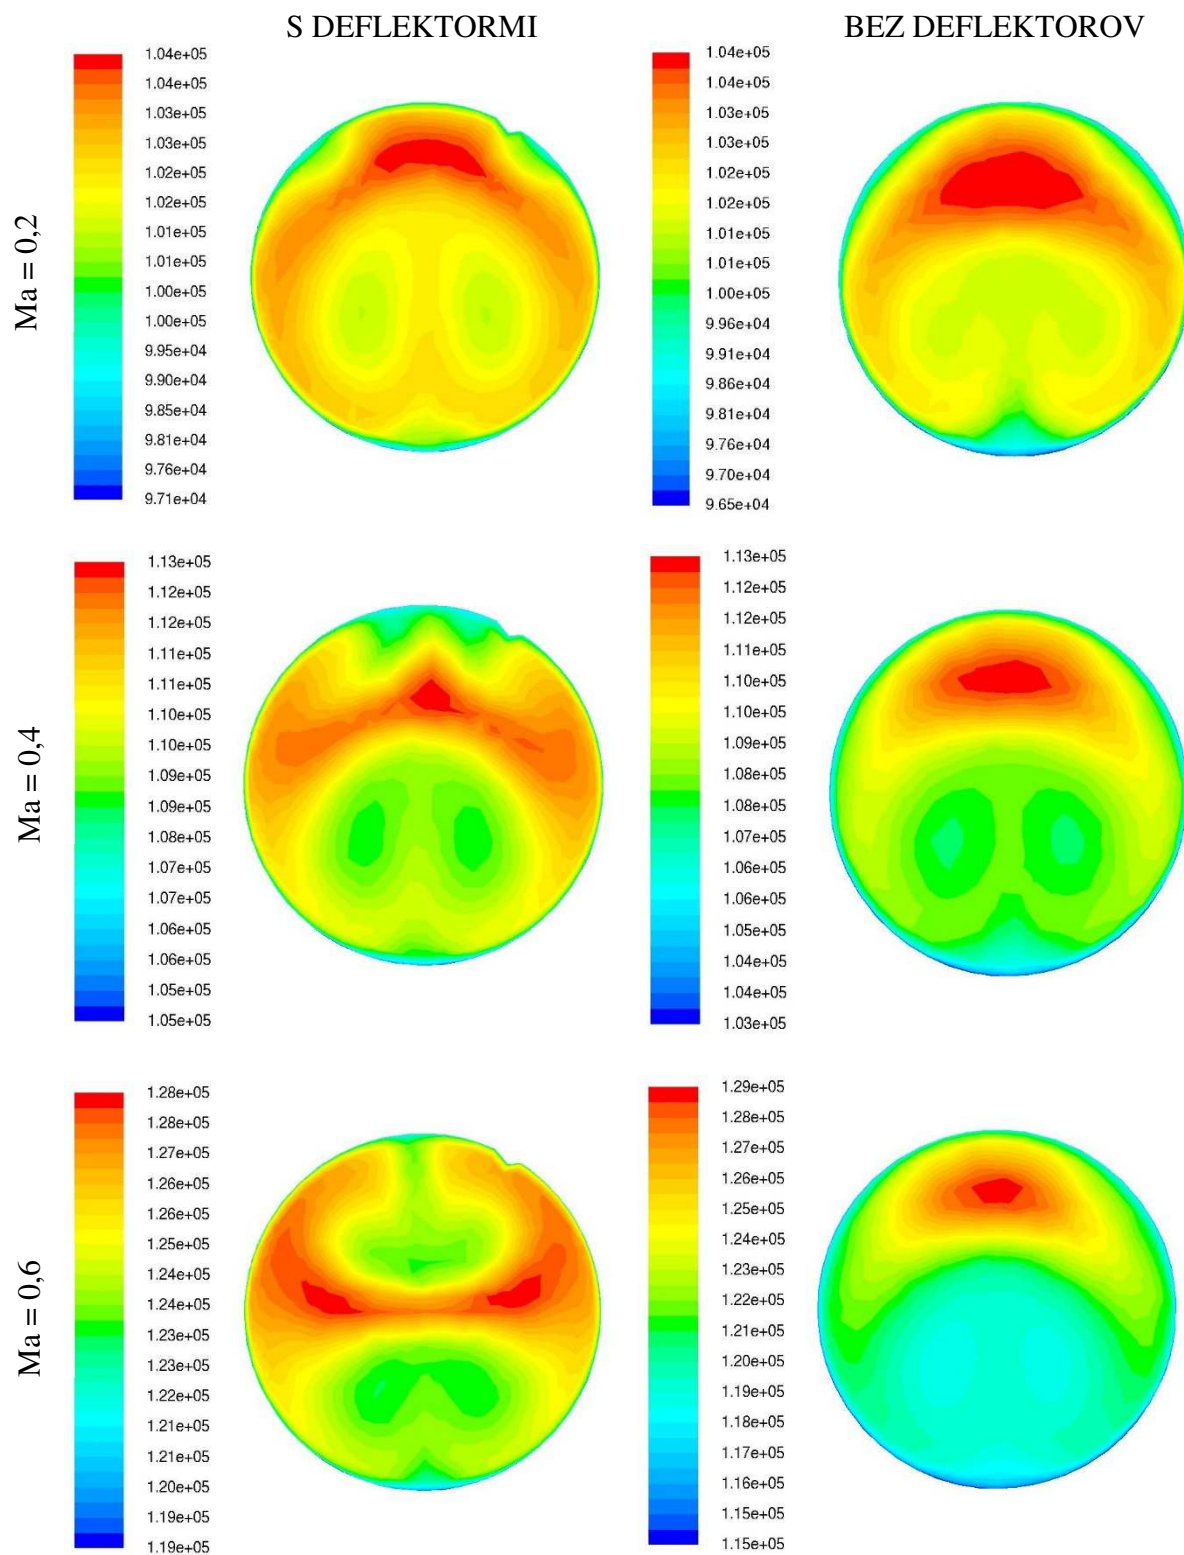 S DEFLEKTORMI
BEZ DEFLEKTOROV
Ma = 0,2
1.04e+05
1.04e+05
1.03e+05
1.03e+05
1.02e+05
1.02e+05
1.01e+05
1.01e+05
1.00e+05
1.00e+05
9.95e+04
9.90e+04
9.85e+04
9.81e+04
9.76e+04
9.71e+04
1.04e+05
1.04e+05
1.03e+05
1.03e+05
1.02e+05
1.02e+05
1.01e+05
1.01e+05
1.00e+05
9.96e+04
9.91e+04
9.86e+04
9.81e+04
9.76e+04
9.70e+04
9.65e+04
Ma = 0,4
1.13e+05
1.12e+05
1.12e+05
1.11e+05
1.11e+05
1.10e+05
1.10e+05
1.09e+05
1.09e+05
1.08e+05
1.07e+05
1.07e+05
1.06e+05
1.06e+05
1.05e+05
1.05e+05
1.13e+05
1.12e+05
1.12e+05
1.11e+05
1.10e+05
1.10e+05
1.09e+05
1.08e+05
1.08e+05
1.07e+05
1.06e+05
1.06e+05
1.05e+05
1.04e+05
1.04e+05
1.03e+05
Ma = 0,6
1.28e+05
1.28e+05
1.27e+05
1.26e+05
1.26e+05
1.25e+05
1.24e+05
1.24e+05
1.23e+05
1.23e+05
1.22e+05
1.21e+05
1.21e+05
1.20e+05
1.19e+05
1.19e+05
1.29e+05
1.28e+05
1.27e+05
1.26e+05
1.25e+05
1.24e+05
1.23e+05
1.22e+05
1.21e+05
1.20e+05
1.19e+05
1.18e+05
1.17e+05
1.16e+05
1.15e+05
1.15e+05